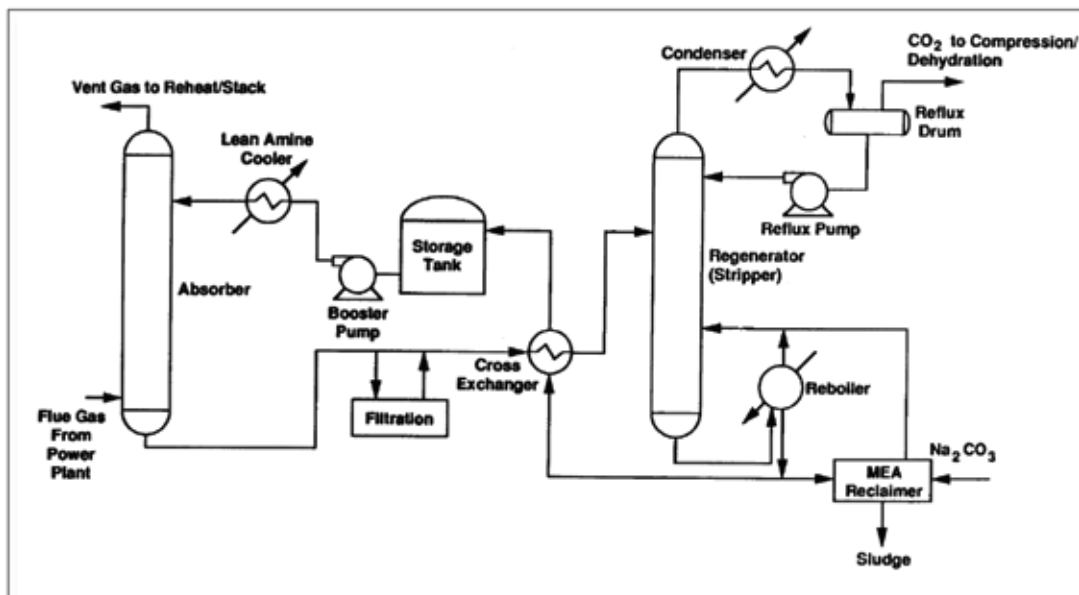 Condenser
CO2 to Compression/
Dehydration
Vent Gas to Reheat/Stack
Reflux
Drum
Lean Amine
Cooler
Storage
Tank
Reflux Pump
Regenerator
(Stripper)
Absorber
Booster
Pump
Cross
Exchanger
Reboiler
Flue Gas
From
Power
Plant
Filtration
Na2CO3
MEA
Reclaimer
Sludge